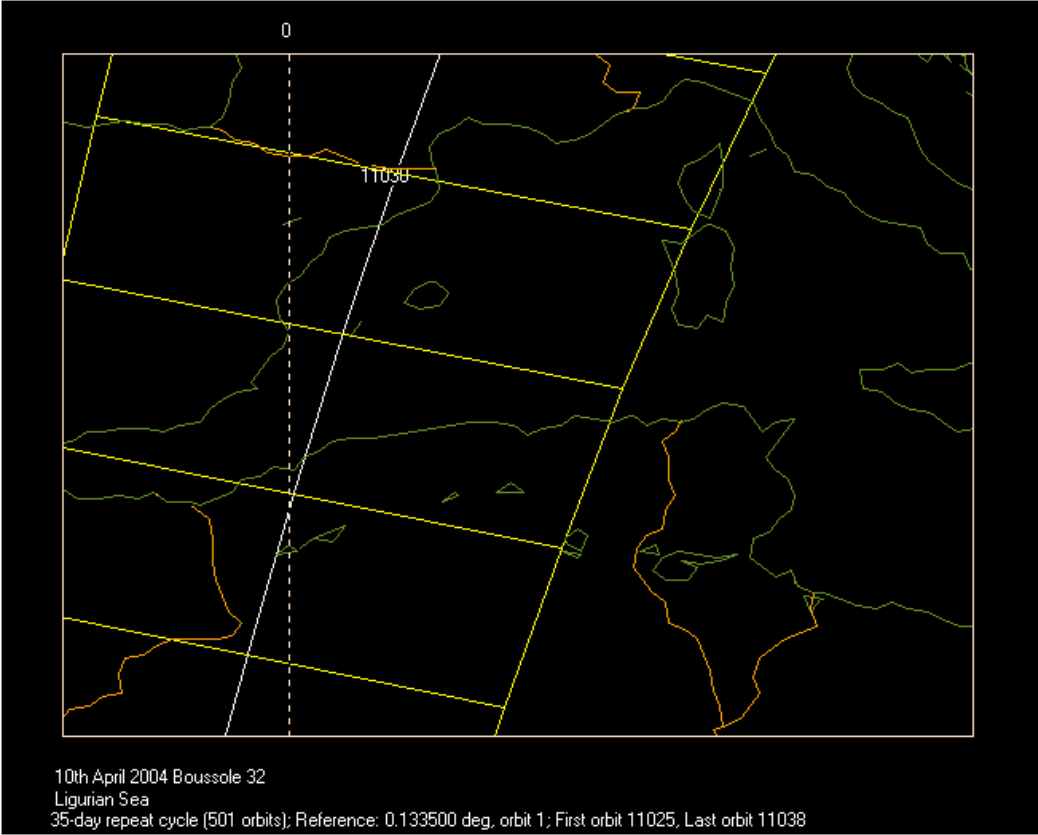 0
11030
10th April 2004 Boussole 32
Ligurian Sea
35-day repeat cycle (501 orbits); Reference: 0.133500 deg, orbit 1; First orbit 11025, Last orbit 11038